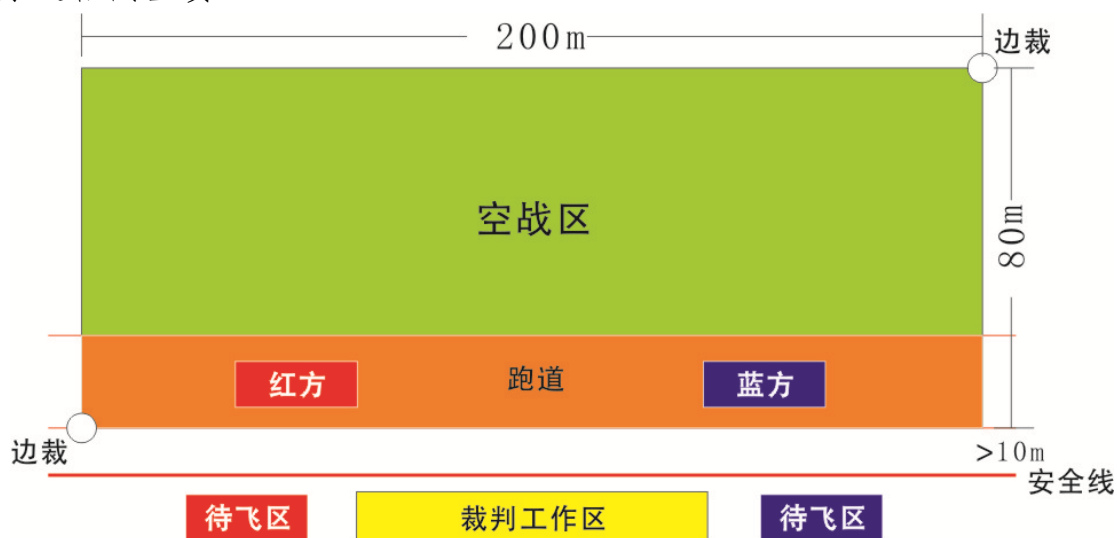 200m
边裁
空战区
80m
红方
跑道
蓝方
边裁
>10m
安全线
待飞区
裁判工作区
待飞区